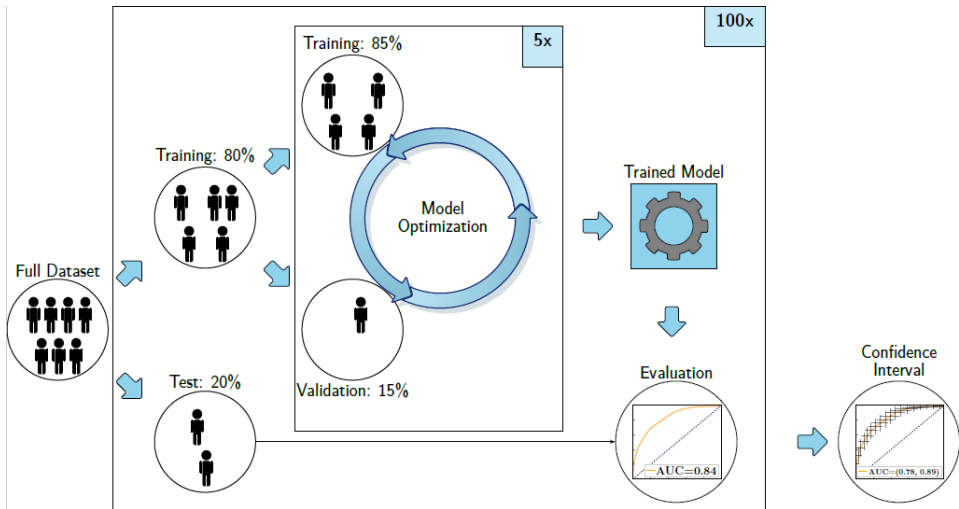 100x
5x
Training: 85%
Training: 80%
Model
Optimization
Trained Model
Full Dataset
Test: 20%
Validation: 15%
Evaluation
AUC=0.84
Confidence
Interval
AUC=(0.78, 0.89)